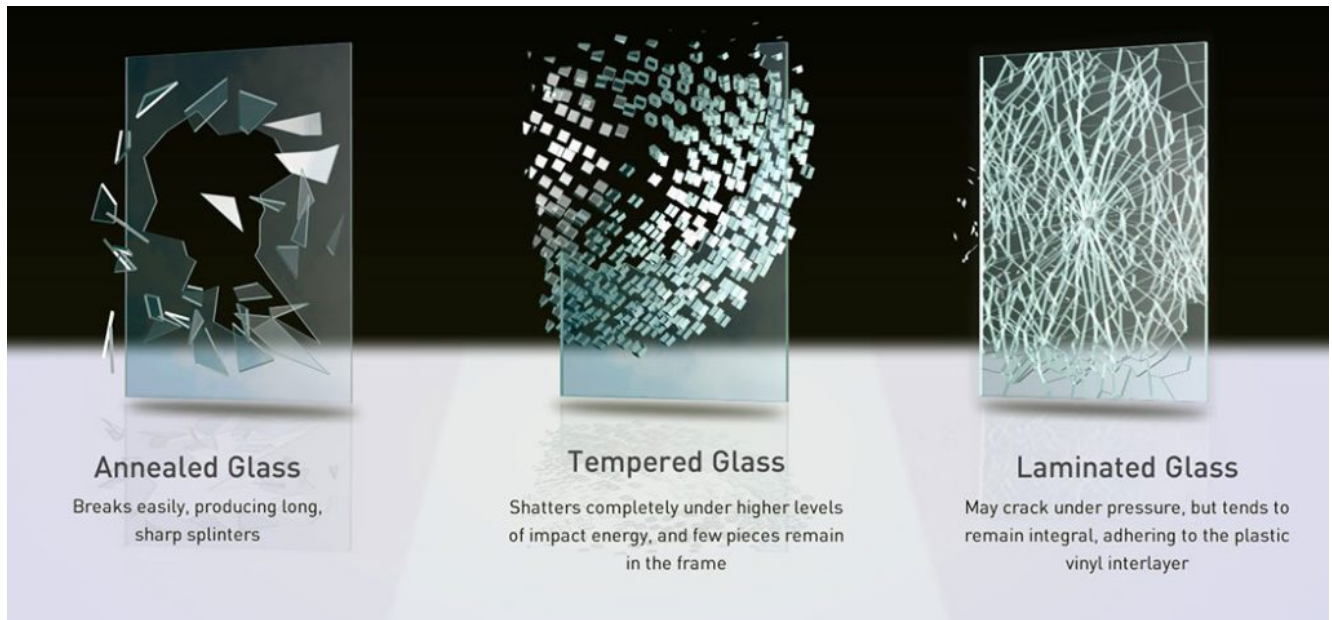 Annealed Glass
Breaks easily, producing long,
sharp splinters
Tempered Glass
Shatters completely under higher levels
of impact energy, and few pieces remain
in the frame
Laminated Glass
May crack under pressure, but tends to
remain integral, adhering to the plastic
vinyl interlayer